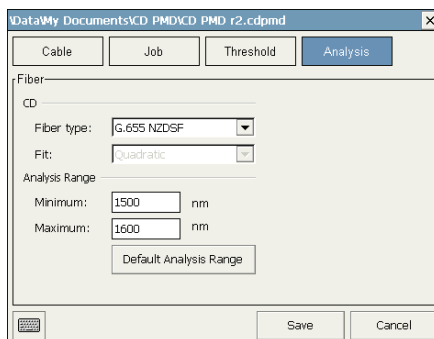 \Data\My Documents\CD PMD\CD PMD r2.cdpmd
Cable Job Threshold Analysis
Fiber
CD
Fiber type: G.655 NZDSF
Fit: Quadratic
Analysis Range
Minimum: 1500 nm
Maximum: 1600 nm
Default Analysis Range
Save Cancel